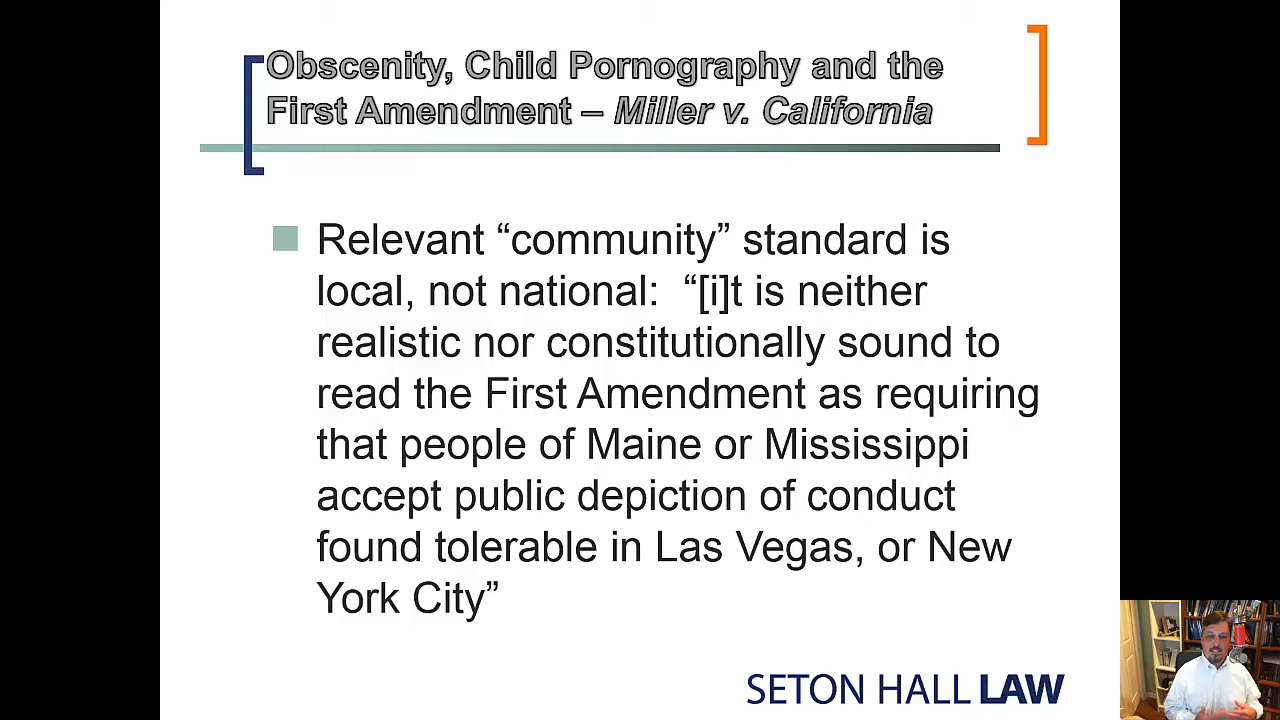 Obscenity, Child Pornography and the
First Amendment – Miller v. California
Relevant “community” standard is
local, not national:  “[i]t is neither
realistic nor constitutionally sound to
read the First Amendment as requiring
that people of Maine or Mississippi
accept public depiction of conduct
found tolerable in Las Vegas, or New
York City”
SETON HALL LAW